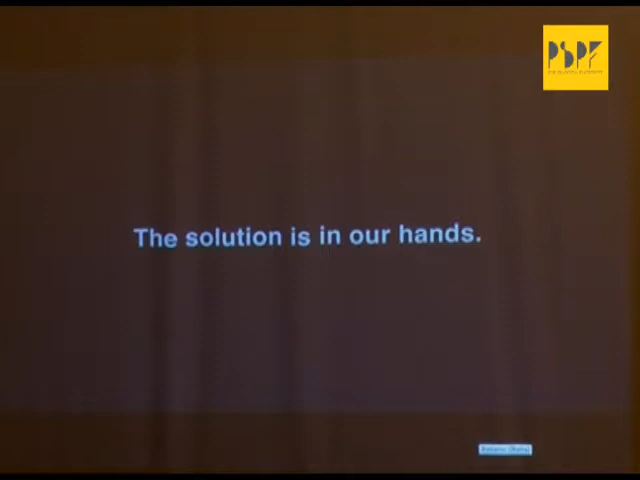 PSPF
The solution is in our hands.